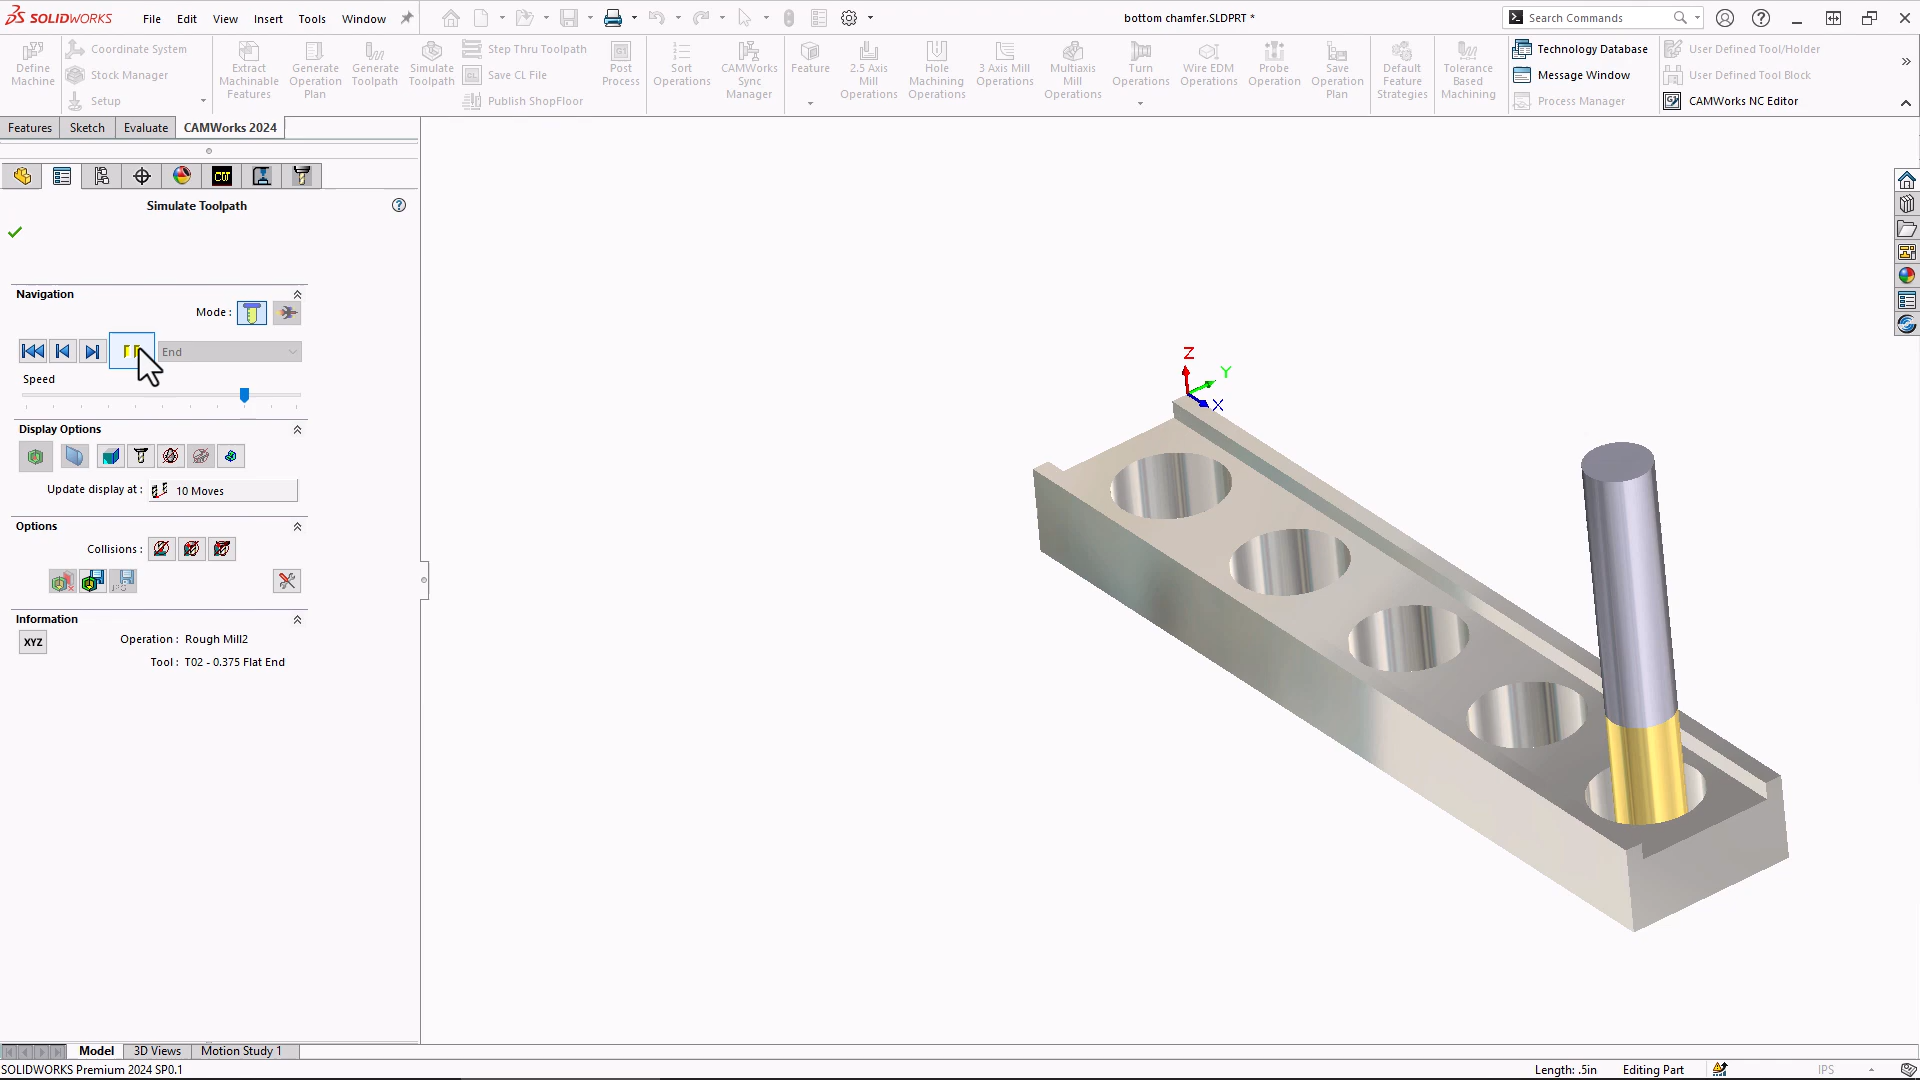 SOLIDWORKS File Edit View Insert Tools Window
bottom chamfer.SLDPRT *
Search Commands
Define Machine
Coordinate System
Stock Manager
Setup
Extract Machinable Features
Generate Operation Plan
Generate Toolpath
Simulate Toolpath
Step Thru Toolpath
Save CL File
Publish ShopFloor
Post Process
Sort Operations
CAMWorks Sync Manager
Feature
2.5 Axis Mill Operations
Hole Machining Operations
3 Axis Mill Operations
Multiaxis Mill Operations
Turn Operations
Wire EDM Operations
Probe Operation
Save Operation Plan
Default Feature Strategies
Tolerance Based Machining
Technology Database
Message Window
Process Manager
User Defined Tool/Holder
User Defined Tool Block
CAMWorks NC Editor
Features Sketch Evaluate CAMWorks 2024
Simulate Toolpath
Navigation
Mode :
End
Speed
Display Options
Update display at : 10 Moves
Options
Collisions :
Information
XYZ
Operation : Rough Mill2
Tool : T02 - 0.375 Flat End
Z
Y
X
Model 3D Views Motion Study 1
SOLIDWORKS Premium 2024 SP0.1
Length: .5in Editing Part IPS